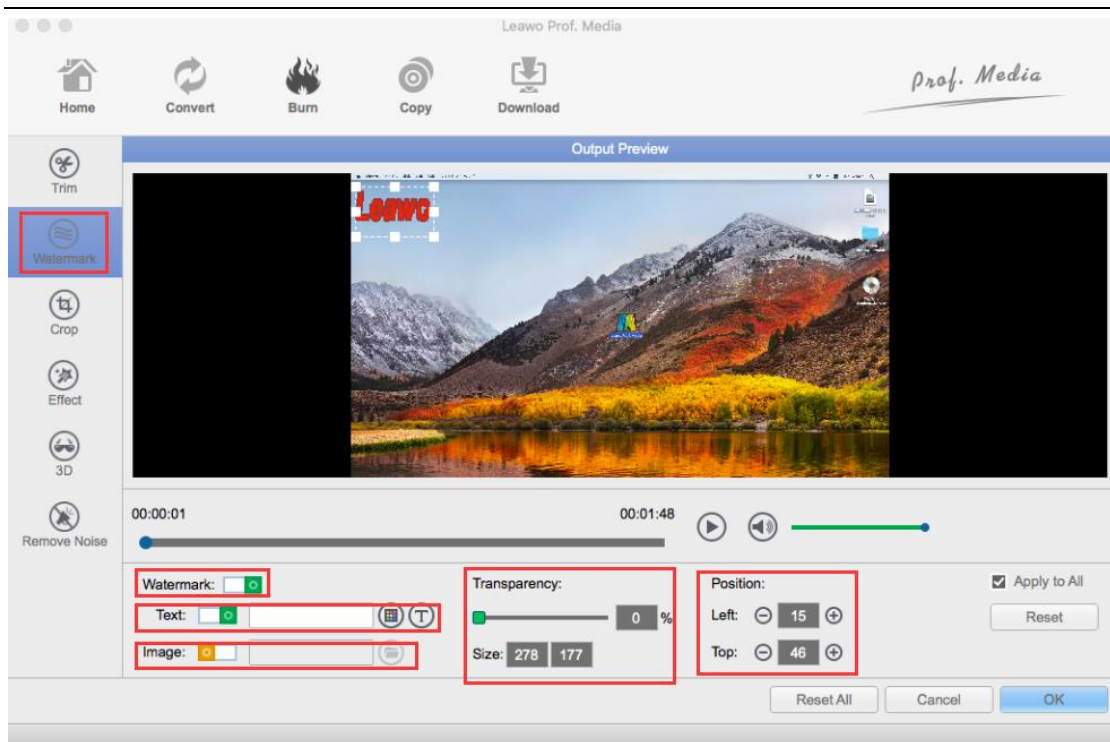 Leawo Prof. Media
Home Convert Burn Copy Download
Prof. Media
Output Preview
Trim
Leawo
Watermark
Crop
Effect
3D
00:00:01 00:01:48
Remove Noise
Watermark: Transparency: Position: Apply to All
Text: T 0 % Left: 15 Reset
Image: Size: 278 177 Top: 46
Reset All Cancel OK